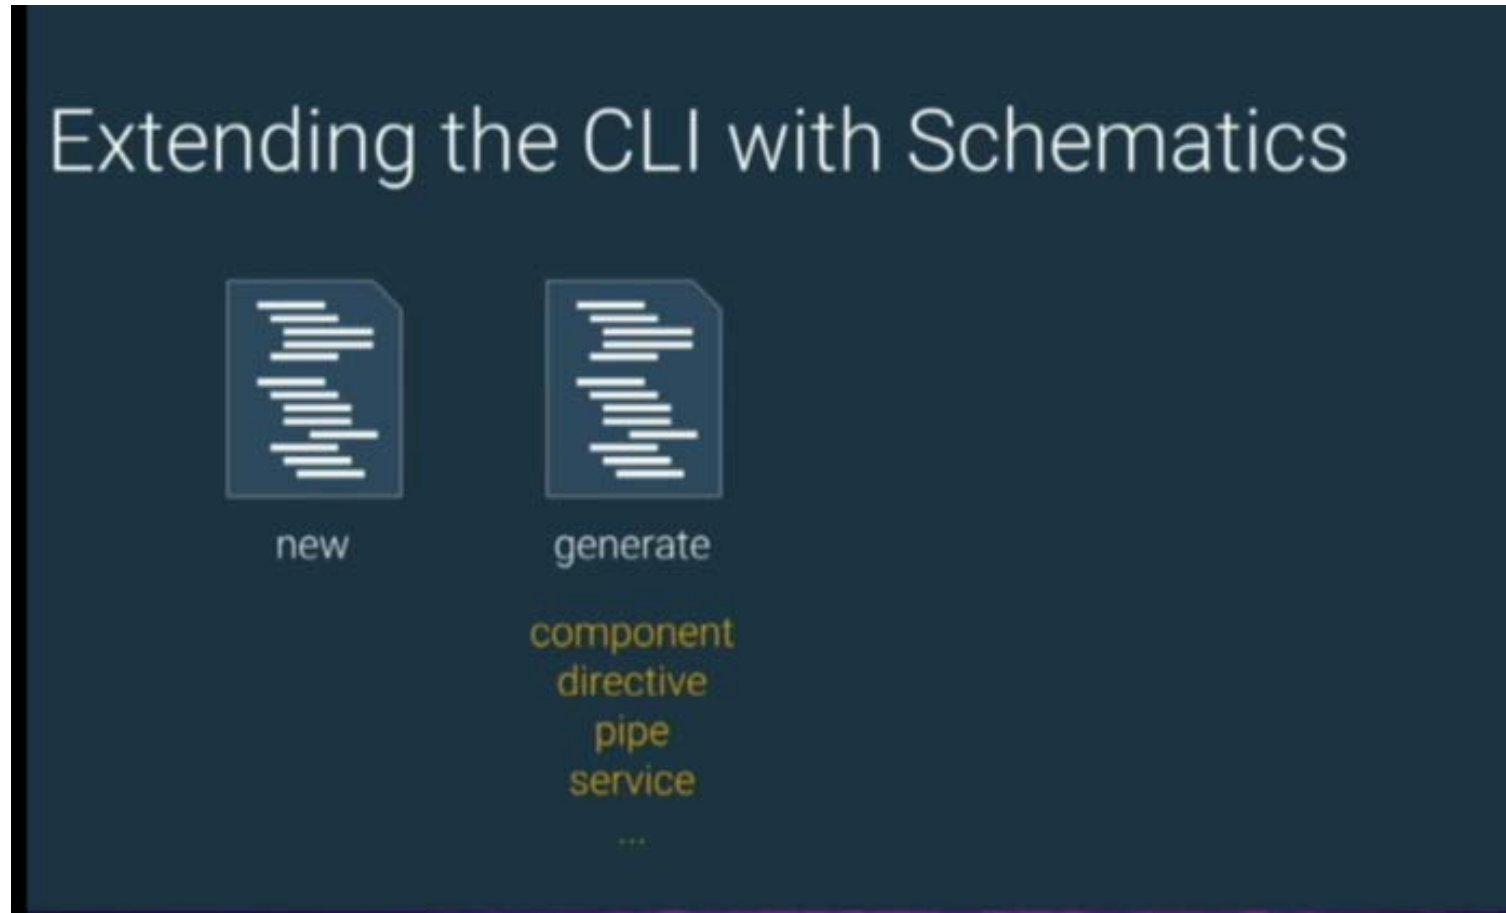 Extending the CLI with Schematics
new
generate
component
directive
pipe
service
...